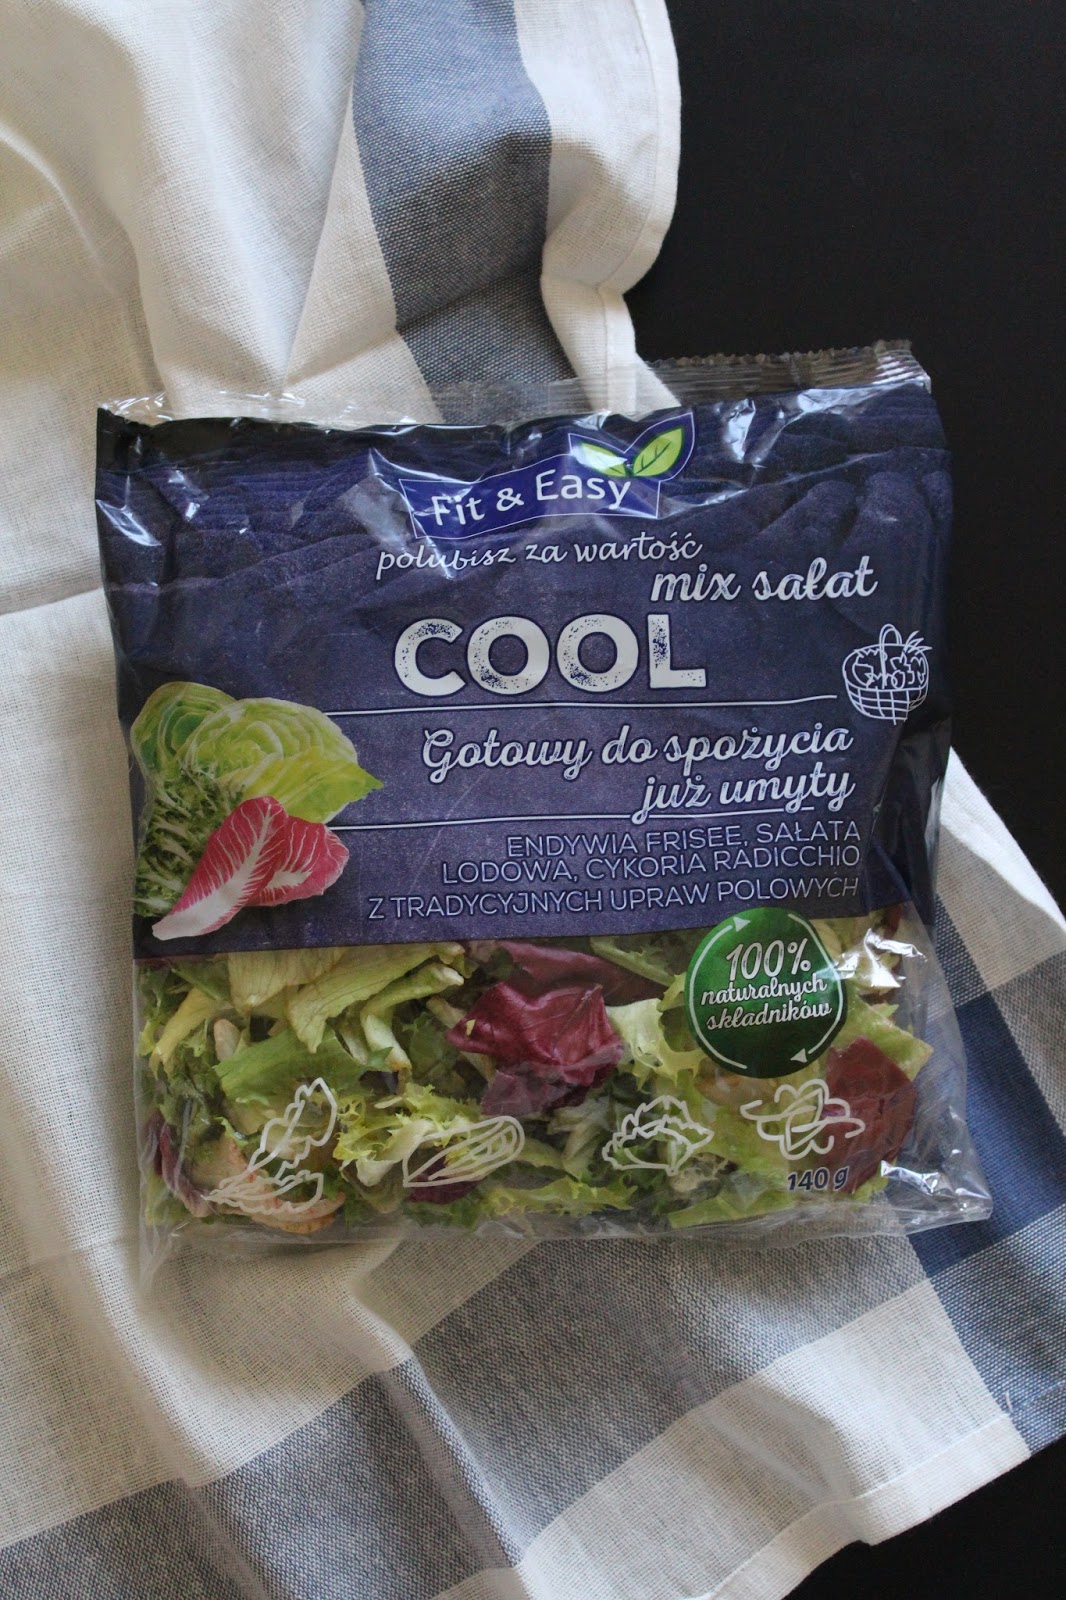 Fit & Easy
polubisz za wartość
mix sałat
COOL
Gotowy do spożycia
już umyty
ENDYWIA FRISEE, SAŁATA
LODOWA, CYKORIA RADICCHIO
Z TRADYCYJNYCH UPRAW POLOWYCH
100%
naturalnych
składników
140 g